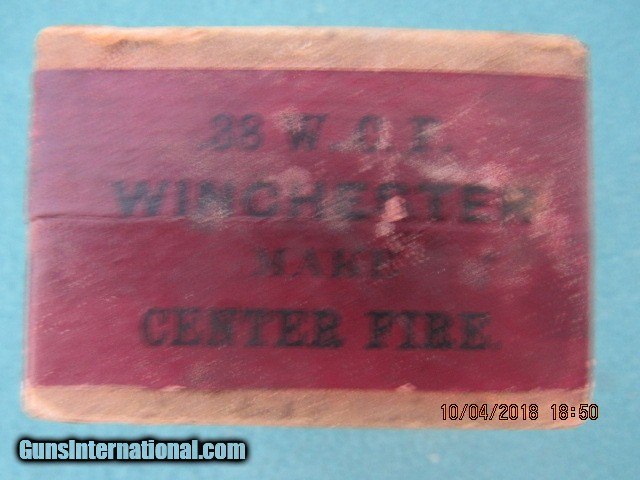 .38 W.C.F.
WINCHESTER
MAKE
CENTER FIRE.
10/04/2018 18:50
GunsInternational.com